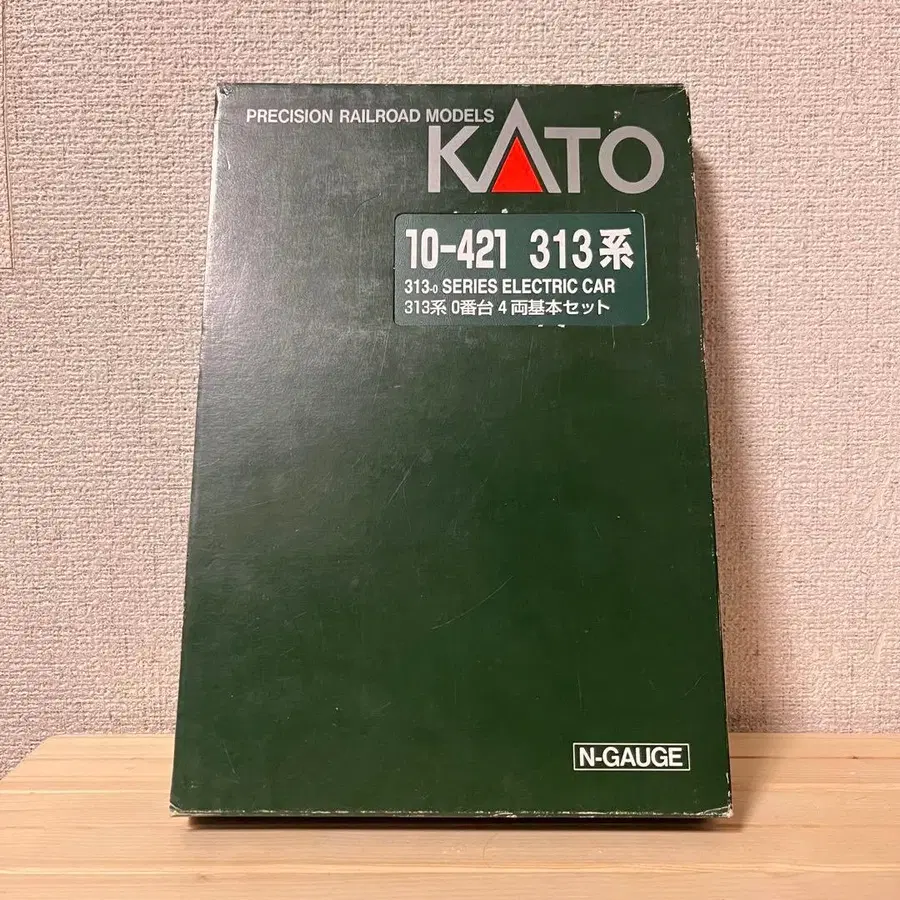 PRECISION RAILROAD MODELS
KATO
10-421 313系
313-0 SERIES ELECTRIC CAR
313系 0番台 4両基本セット
N-GAUGE